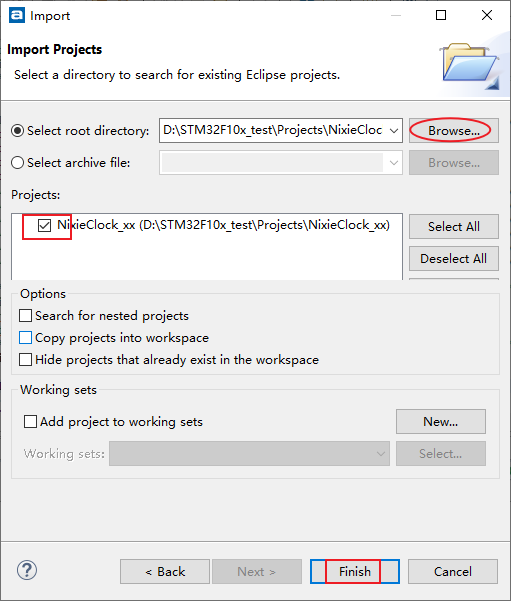 a Import
Import Projects
Select a directory to search for existing Eclipse projects.
Select root directory: D:\STM32F10x_test\Projects\NixieCloc Browse...
Select archive file: Browse...
Projects:
NixieClock_xx (D:\STM32F10x_test\Projects\NixieClock_xx) Select All
Deselect All
Options
Search for nested projects
Copy projects into workspace
Hide projects that already exist in the workspace
Working sets
Add project to working sets New...
Working sets: Select...
? < Back Next > Finish Cancel